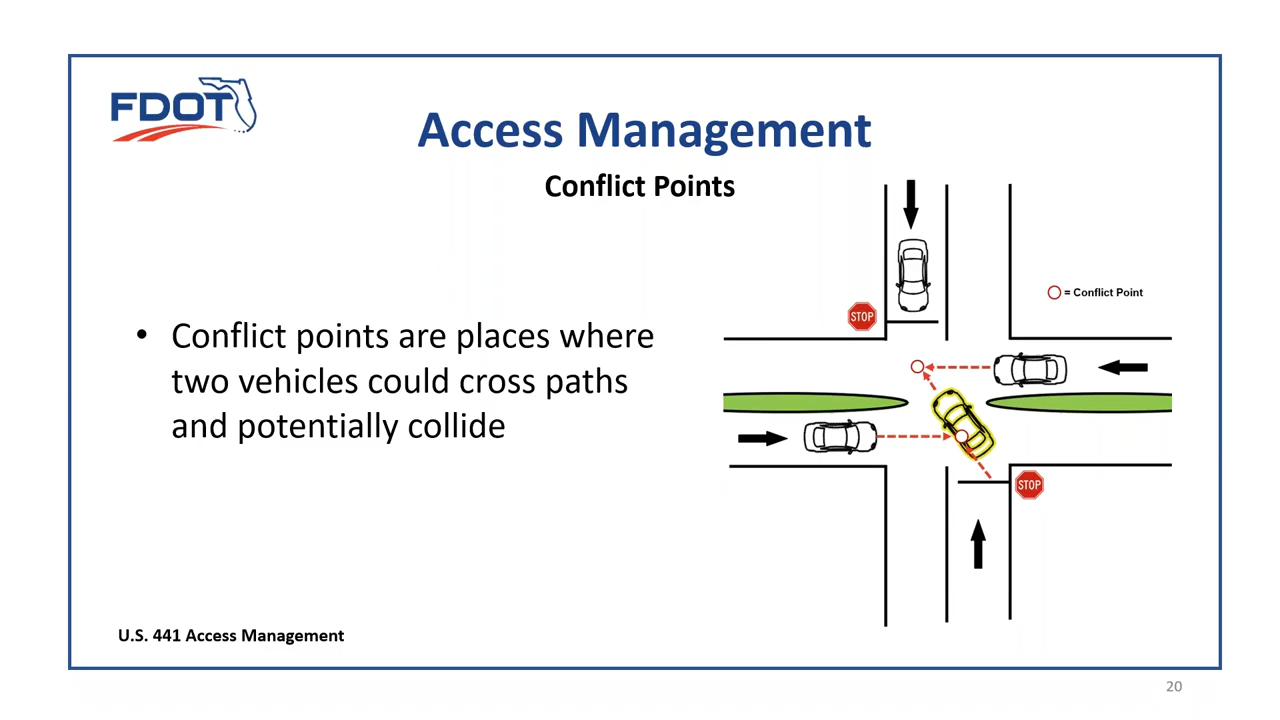 FDOT
Access Management
Conflict Points
= Conflict Point
STOP
• Conflict points are places where
two vehicles could cross paths
and potentially collide
STOP
U.S. 441 Access Management
20